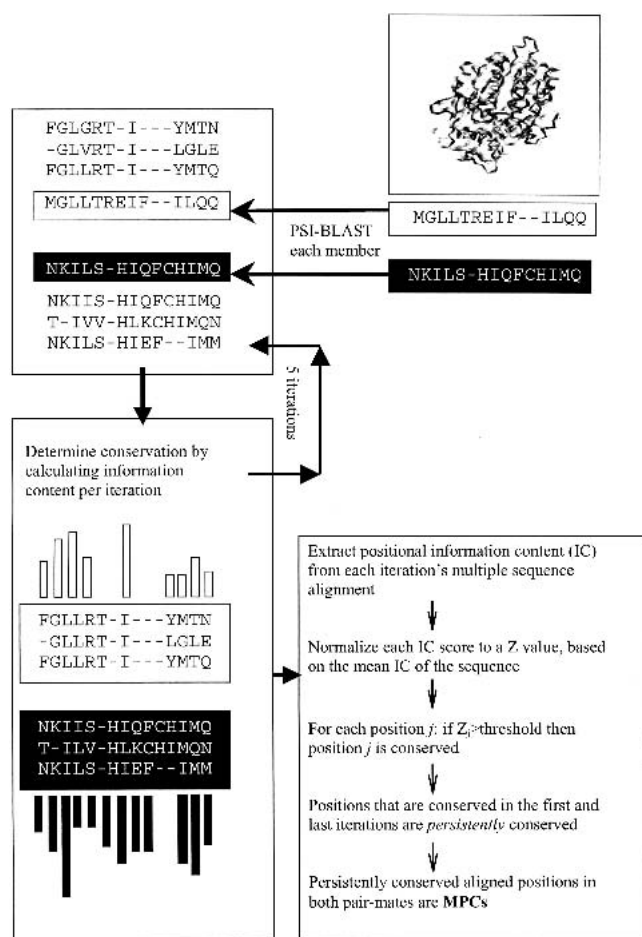 FGLGRT-I---YMTN
-GLVRT-I---LGLE
FGLLRT-I---YMTQ
MGLLTREIF--ILQQ
NKILS-HIQFCHIMQ
NKIIS-HIQFCHIMQ
T-IVV-HLKCHIMQN
NKILS-HIEF--IMM
PSI-BLAST
each member
MGLLTREIF--ILQQ
NKILS-HIQFCHIMQ
5 iterations
Determine conservation by
calculating information
content per iteration
FGLLRT-I---YMTN
-GLLRT-I---LGLE
FGLLRT-I---YMTQ
NKIIS-HIQFCHIMQ
T-ILV-HLKCHIMQN
NKILS-HIEF--IMM
Extract positional information content (IC)
from each iteration's multiple sequence
alignment
Normalize each IC score to a Z value, based
on the mean IC of the sequence
For each position j: if Zj>threshold then
position j is conserved
Positions that are conserved in the first and
last iterations are persistently conserved
Persistently conserved aligned positions in
both pair-mates are MPCs